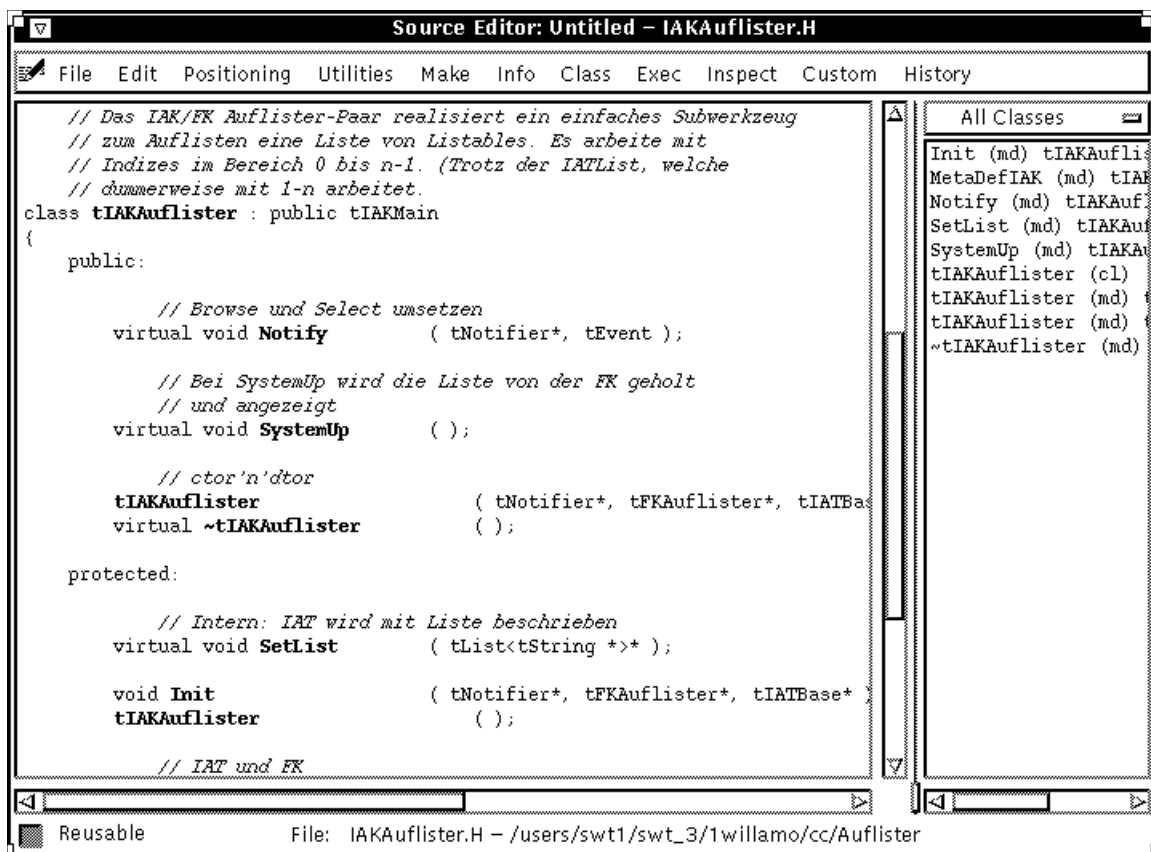 Source Editor: Untitled – IAKAuflister.H
File Edit Positioning Utilities Make Info Class Exec Inspect Custom History
// Das IAK/FK Auflister-Paar realisiert ein einfaches Subwerkzeug
// zum Auflisten eine Liste von Listables. Es arbeite mit
// Indizes im Bereich 0 bis n-1. (Trotz der IATList, welche
// dummerweise mit 1-n arbeitet.
class tIAKAuflister : public tIAKMain
{
public:
// Browse und Select umsetzen
virtual void Notify ( tNotifier*, tEvent );
// Bei SystemUp wird die Liste von der FK geholt
// und angezeigt
virtual void SystemUp ( );
// ctor'n'dtor
tIAKAuflister ( tNotifier*, tFKAuflister*, tIATBas
virtual ~tIAKAuflister ( );
protected:
// Intern: IAT wird mit Liste beschrieben
virtual void SetList ( tList<tString *>* );
void Init ( tNotifier*, tFKAuflister*, tIATBase* )
tIAKAuflister ( );
// IAT und FK
All Classes
Init (md) tIAKAuflis
MetaDefIAK (md) tIAK
Notify (md) tIAKAufl
SetList (md) tIAKAuf
SystemUp (md) tIAKAu
tIAKAuflister (cl)
tIAKAuflister (md) t
tIAKAuflister (md) t
~tIAKAuflister (md)
Reusable File: IAKAuflister.H – /users/swt1/swt_3/1willamo/cc/Auflister